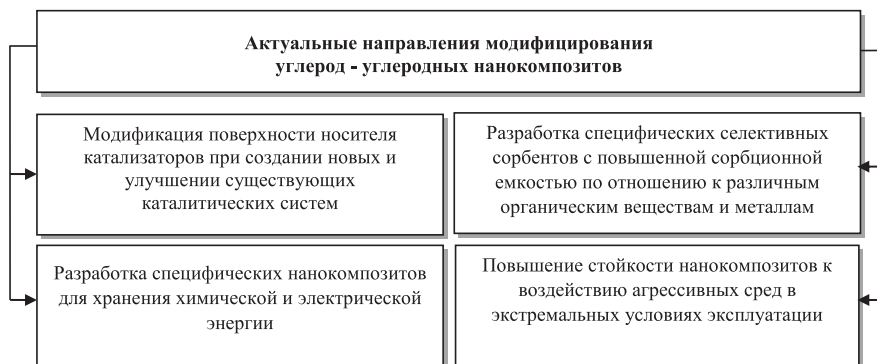 Актуальные направления модифицирования
углерод - углеродных нанокомпозитов
Модификация поверхности носителя
катализаторов при создании новых и
улучшении существующих
каталитических систем
Разработка специфических селективных
сорбентов с повышенной сорбционной
емкостью по отношению к различным
органическим веществам и металлам
Разработка специфических нанокомпозитов
для хранения химической и электрической
энергии
Повышение стойкости нанокомпозитов к
воздействию агрессивных сред в
экстремальных условиях эксплуатации